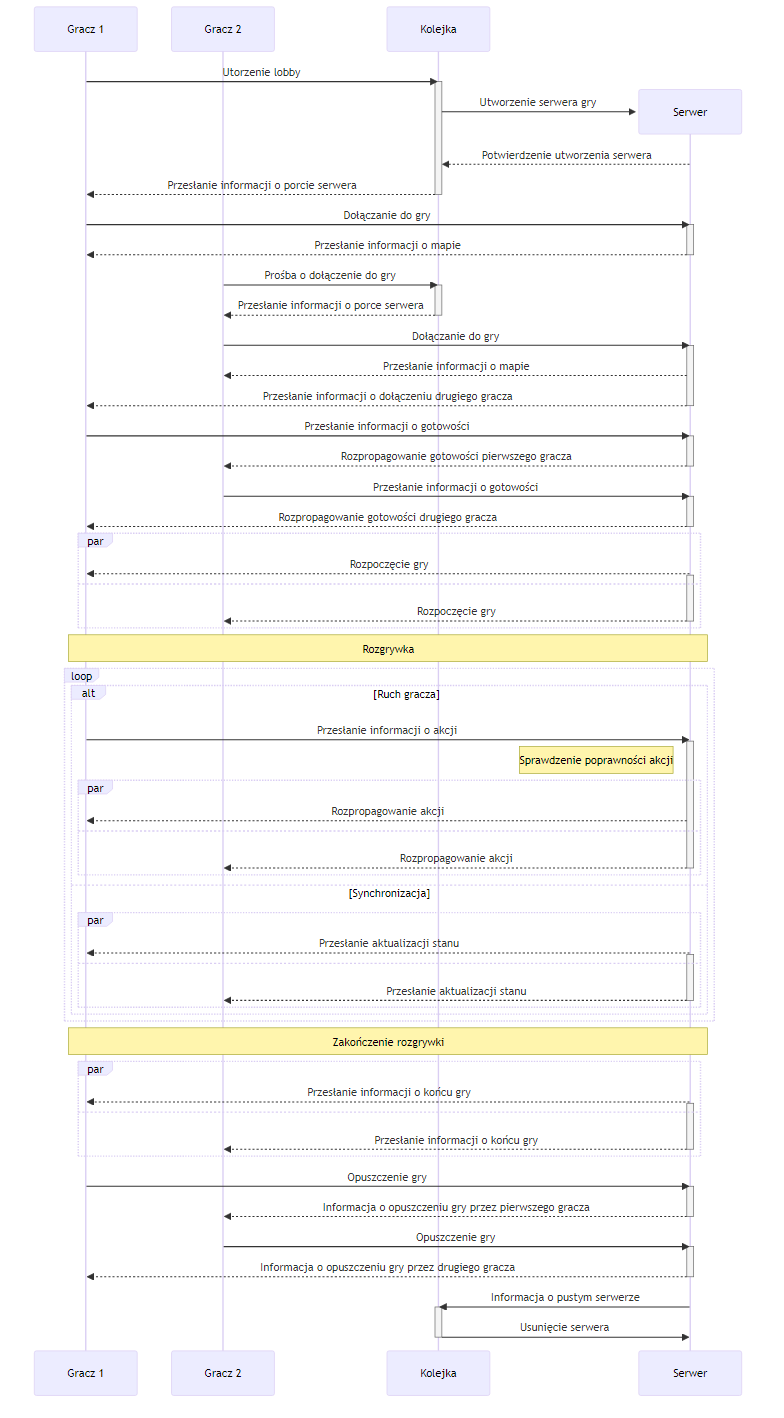 Gracz 1
Gracz 2
Kolejka
Utorzenie lobby
Utworzenie serwera gry
Serwer
Potwierdzenie utworzenia serwera
Przesłanie informacji o porcie serwera
Dołączanie do gry
Przesłanie informacji o mapie
Prośba o dołączenie do gry
Przesłanie informacji o porce serwera
Dołączanie do gry
Przesłanie informacji o mapie
Przesłanie informacji o dołączeniu drugiego gracza
Przesłanie informacji o gotowości
Rozpropagowanie gotowości pierwszego gracza
Przesłanie informacji o gotowości
Rozpropagowanie gotowości drugiego gracza
par
Rozpoczęcie gry
Rozpoczęcie gry
Rozgrywka
loop
alt
[Ruch gracza]
Przesłanie informacji o akcji
Sprawdzenie poprawności akcji
par
Rozpropagowanie akcji
Rozpropagowanie akcji
[Synchronizacja]
par
Przesłanie aktualizacji stanu
Przesłanie aktualizacji stanu
Zakończenie rozgrywki
par
Przesłanie informacji o końcu gry
Przesłanie informacji o końcu gry
Opuszczenie gry
Informacja o opuszczeniu gry przez pierwszego gracza
Opuszczenie gry
Informacja o opuszczeniu gry przez drugiego gracza
Informacja o pustym serwerze
Usunięcie serwera
Gracz 1
Gracz 2
Kolejka
Serwer